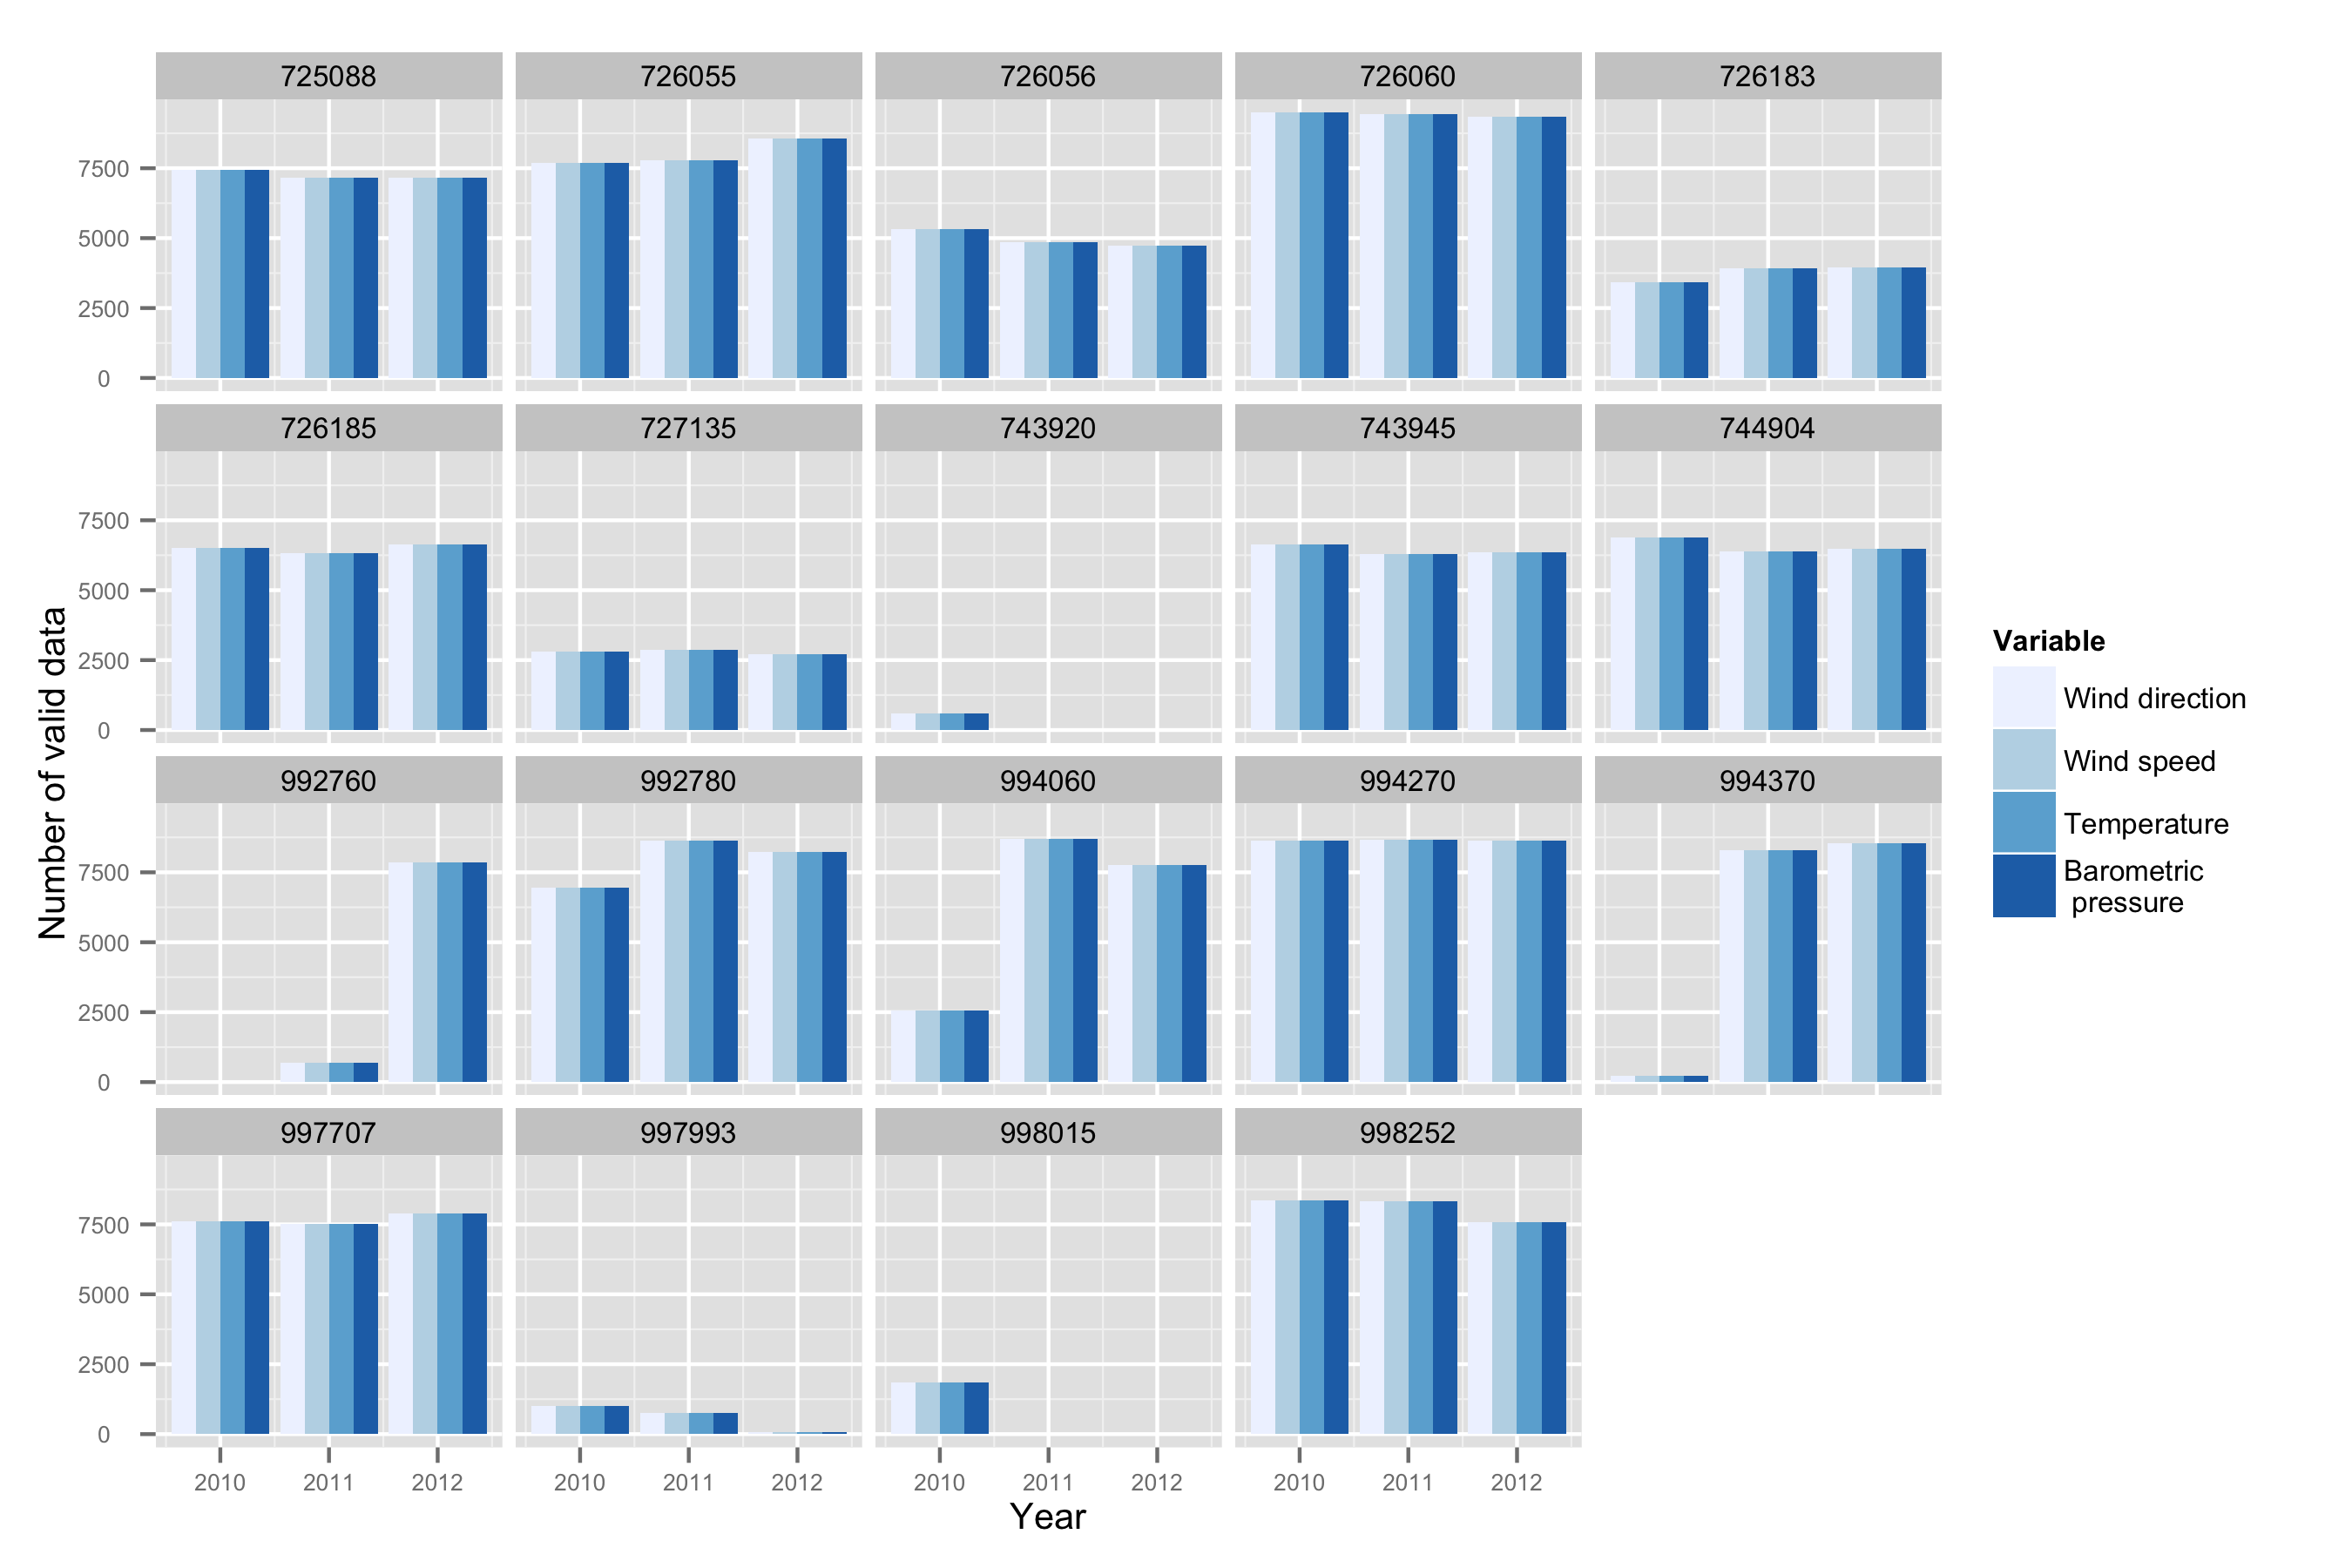 725088 726055 726056 726060 726183
7500
5000
2500
0
726185 727135 743920 743945 744904
7500
5000
2500
0
992760 992780 994060 994270 994370
7500
5000
2500
0
997707 997993 998015 998252
7500
5000
2500
0
2010 2011 2012 2010 2011 2012 2010 2011 2012 2010 2011 2012
Year
Number of valid data
Variable
Wind direction
Wind speed
Temperature
Barometric
pressure